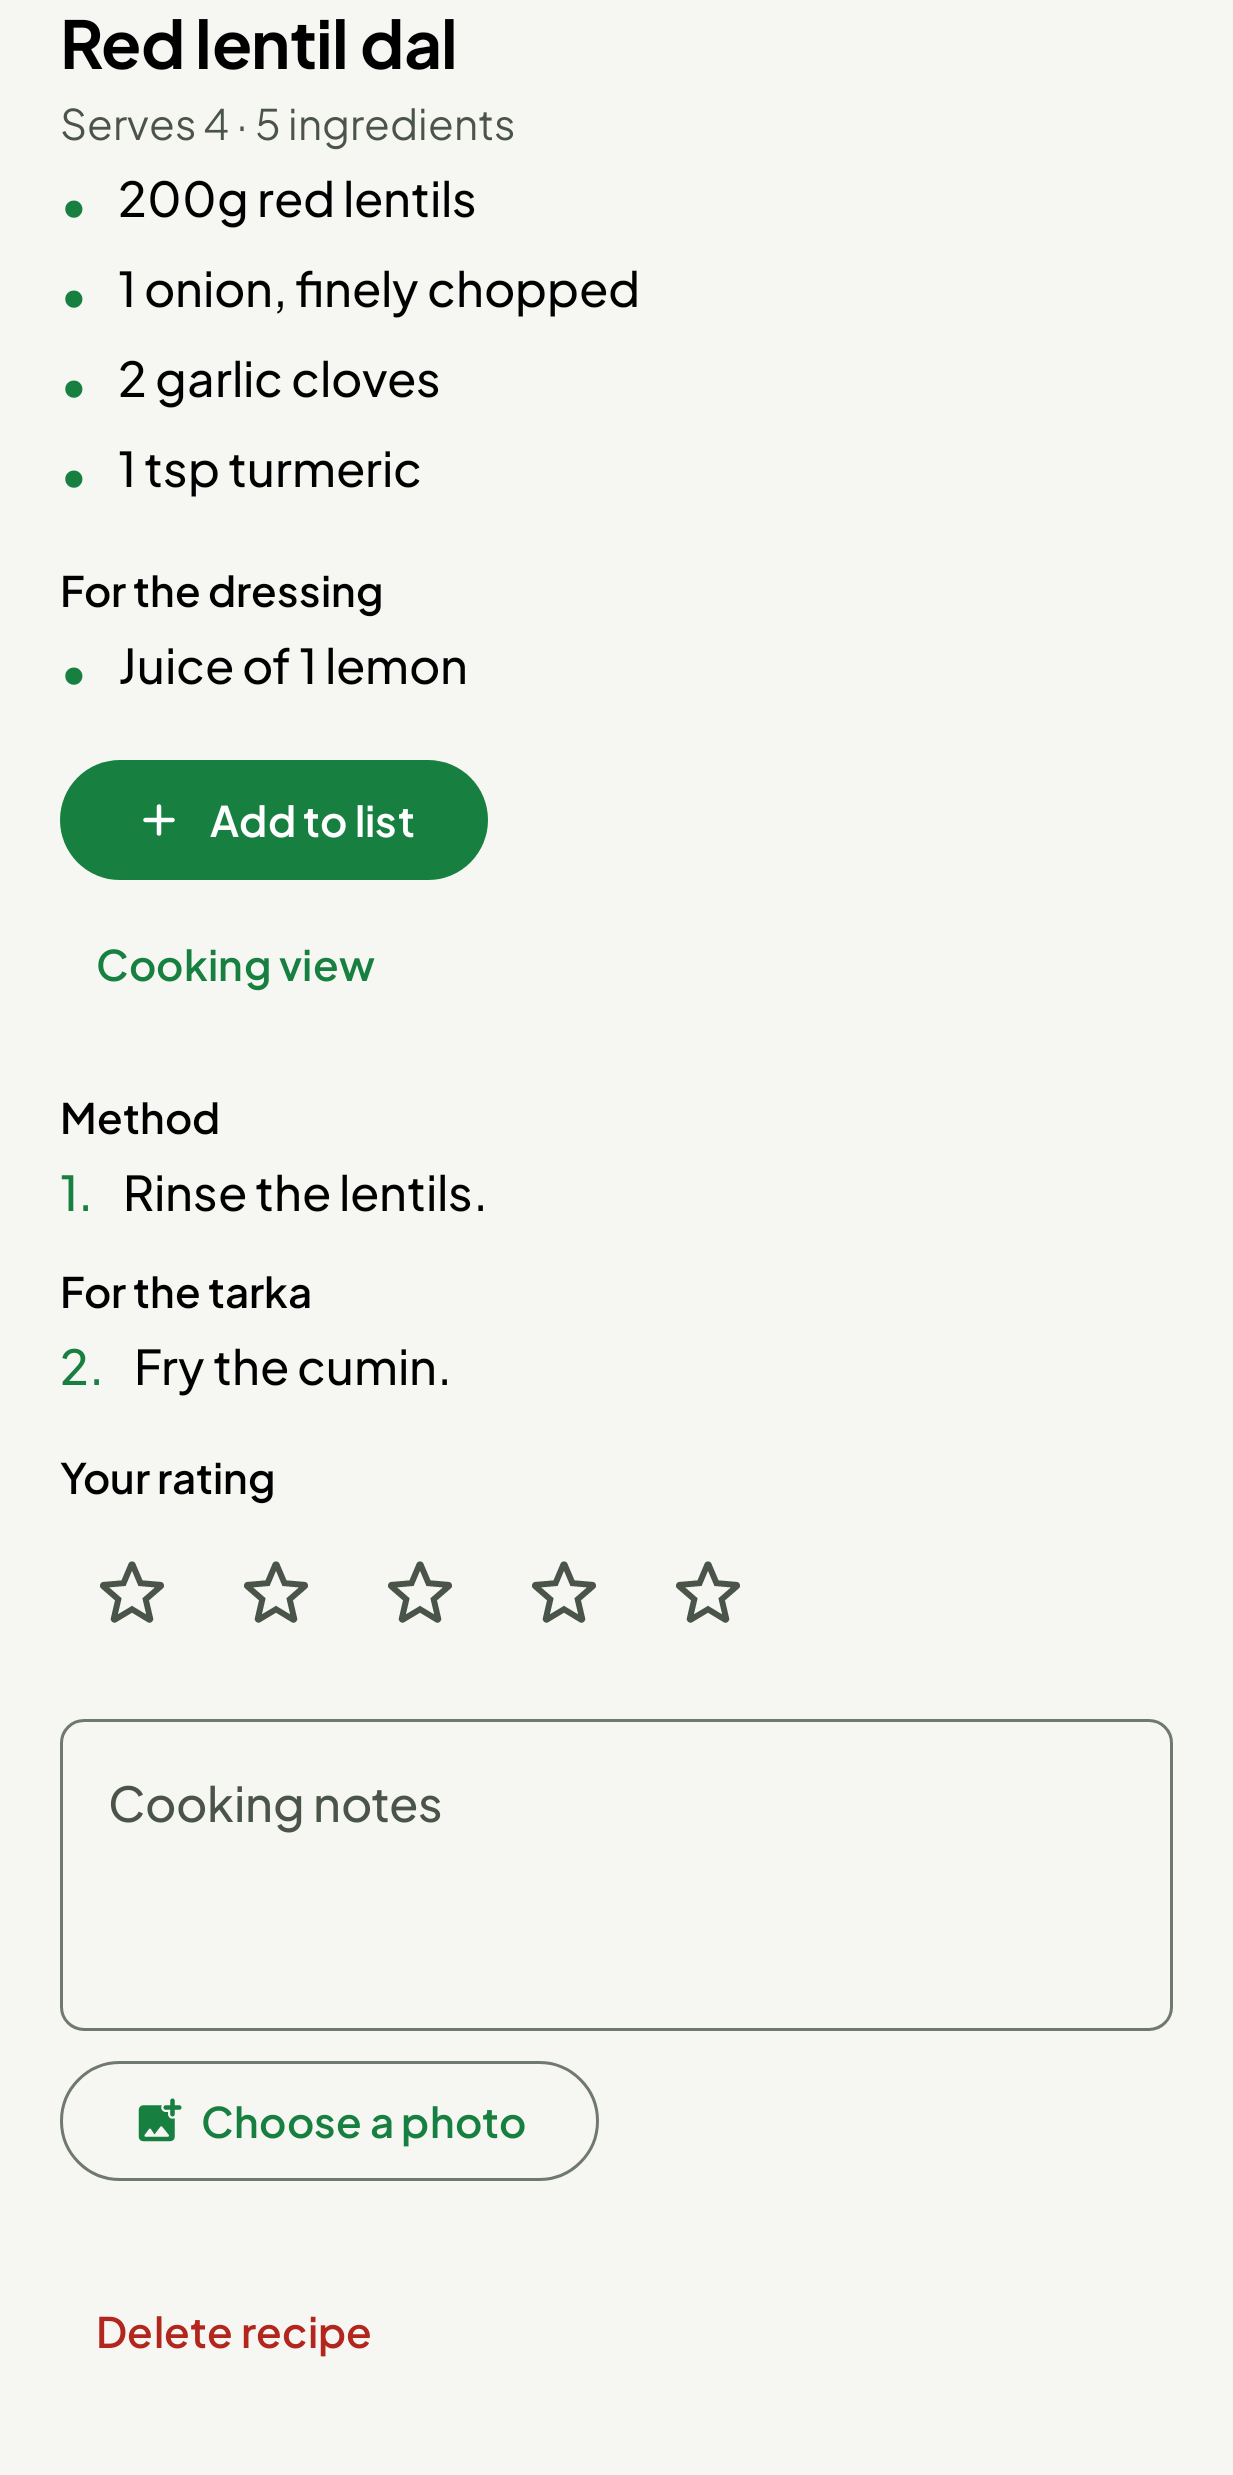 Red lentil dal
Serves 4 · 5 ingredients
• 200g red lentils
• 1 onion, finely chopped
• 2 garlic cloves
• 1 tsp turmeric
For the dressing
• Juice of 1 lemon
+ Add to list
Cooking view
Method
1. Rinse the lentils.
For the tarka
2. Fry the cumin.
Your rating
Cooking notes
Choose a photo
Delete recipe